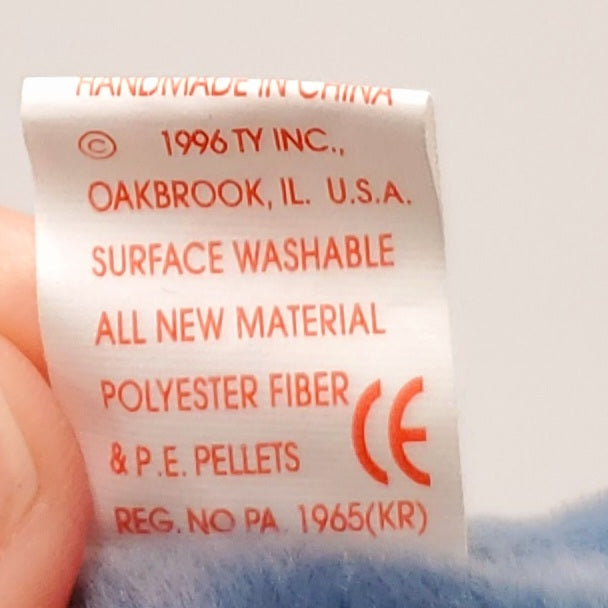 HANDMADE IN CHINA
© 1996 TY INC.,
OAKBROOK, IL. U.S.A.
SURFACE WASHABLE
ALL NEW MATERIAL
POLYESTER FIBER
& P.E. PELLETS CE
REG. NO PA. 1965(KR)